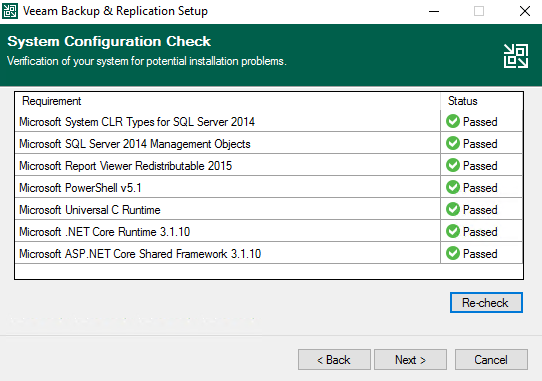 Veeam Backup & Replication Setup
System Configuration Check
Verification of your system for potential installation problems.
Requirement Status
Microsoft System CLR Types for SQL Server 2014 Passed
Microsoft SQL Server 2014 Management Objects Passed
Microsoft Report Viewer Redistributable 2015 Passed
Microsoft PowerShell v5.1 Passed
Microsoft Universal C Runtime Passed
Microsoft .NET Core Runtime 3.1.10 Passed
Microsoft ASP.NET Core Shared Framework 3.1.10 Passed
Re-check
< Back Next > Cancel